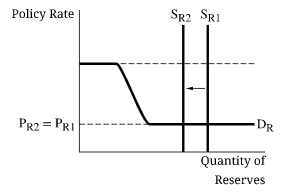 Policy Rate
S_R2 S_R1
P_R2 = P_R1
D_R
Quantity of
Reserves